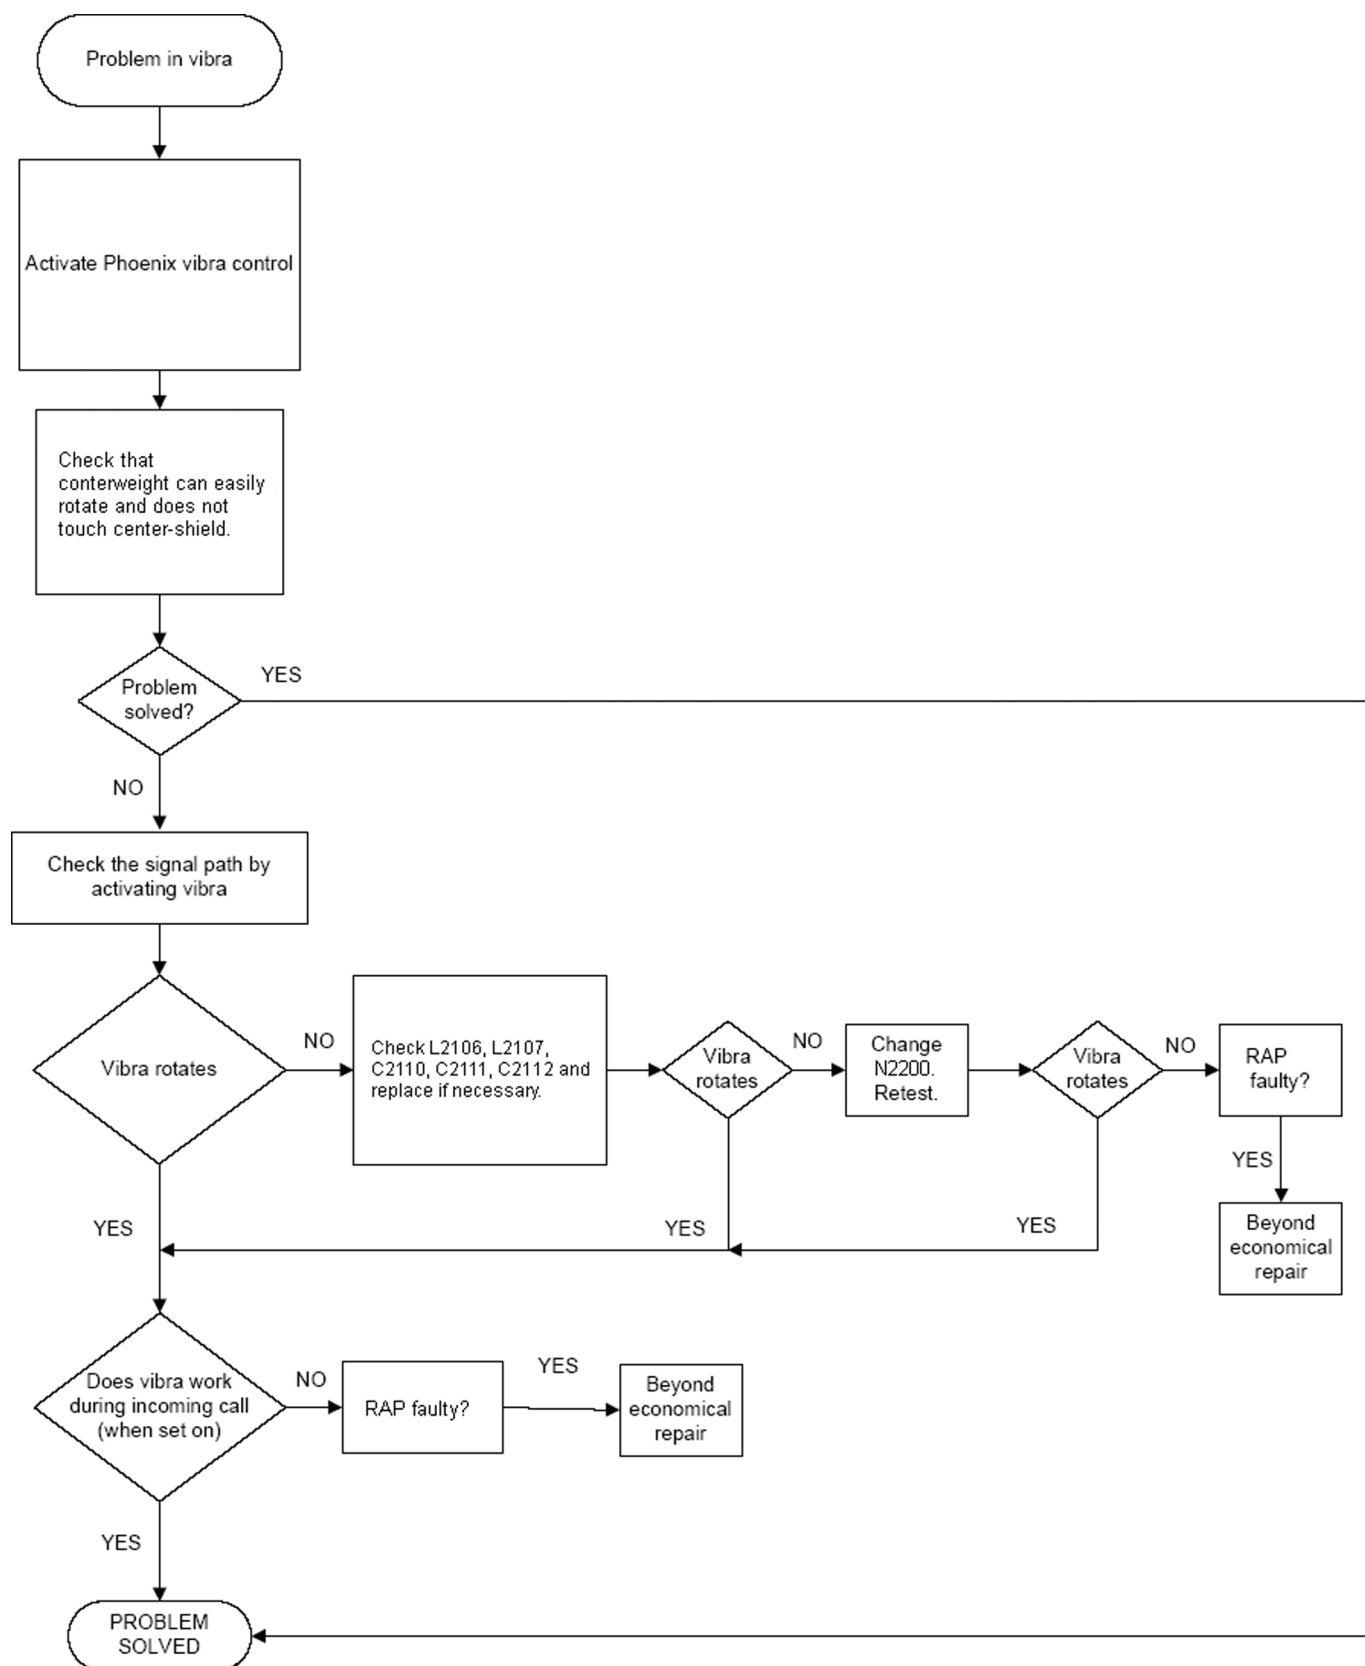 Problem in vibra
Activate Phoenix vibra control
Check that
conterweight can easily
rotate and does not
touch center-shield.
YES
Problem
solved?
NO
Check the signal path by
activating vibra
Vibra rotates
NO
Check L2106, L2107,
C2110, C2111, C2112 and
replace if necessary.
Vibra
rotates
NO
Change
N2200.
Retest.
Vibra
rotates
NO
RAP
faulty?
YES
YES
YES
YES
Beyond
economical
repair
Does vibra work
during incoming call
(when set on)
NO
RAP faulty?
YES
Beyond
economical
repair
YES
PROBLEM
SOLVED